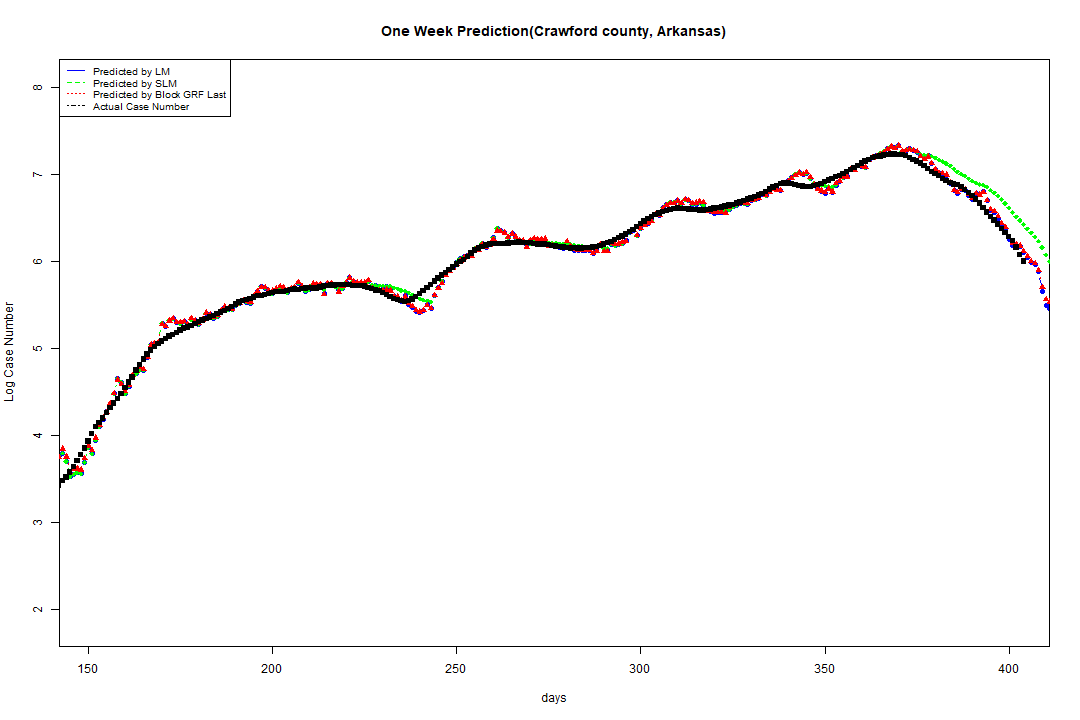 One Week Prediction(Crawford county, Arkansas)
Predicted by LM
Predicted by SLM
Predicted by Block GRF Last
Actual Case Number
8
7
6
5
4
3
2
Log Case Number
150 200 250 300 350 400
days